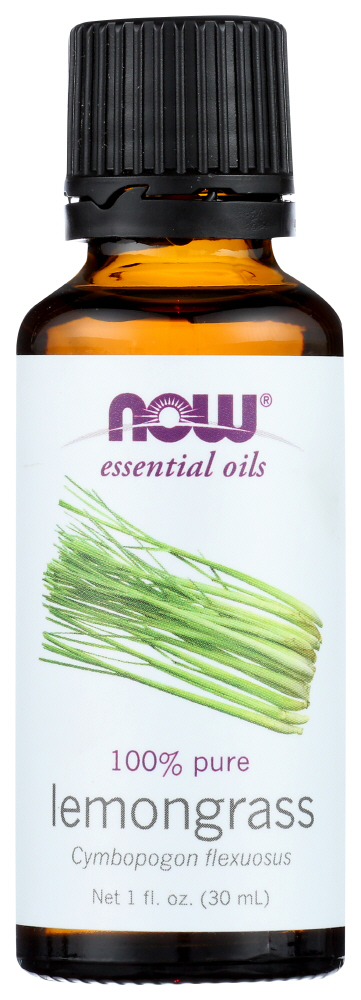 now®
essential oils
100% pure
lemongrass
Cymbopogon flexuosus
Net 1 fl. oz. (30 mL)